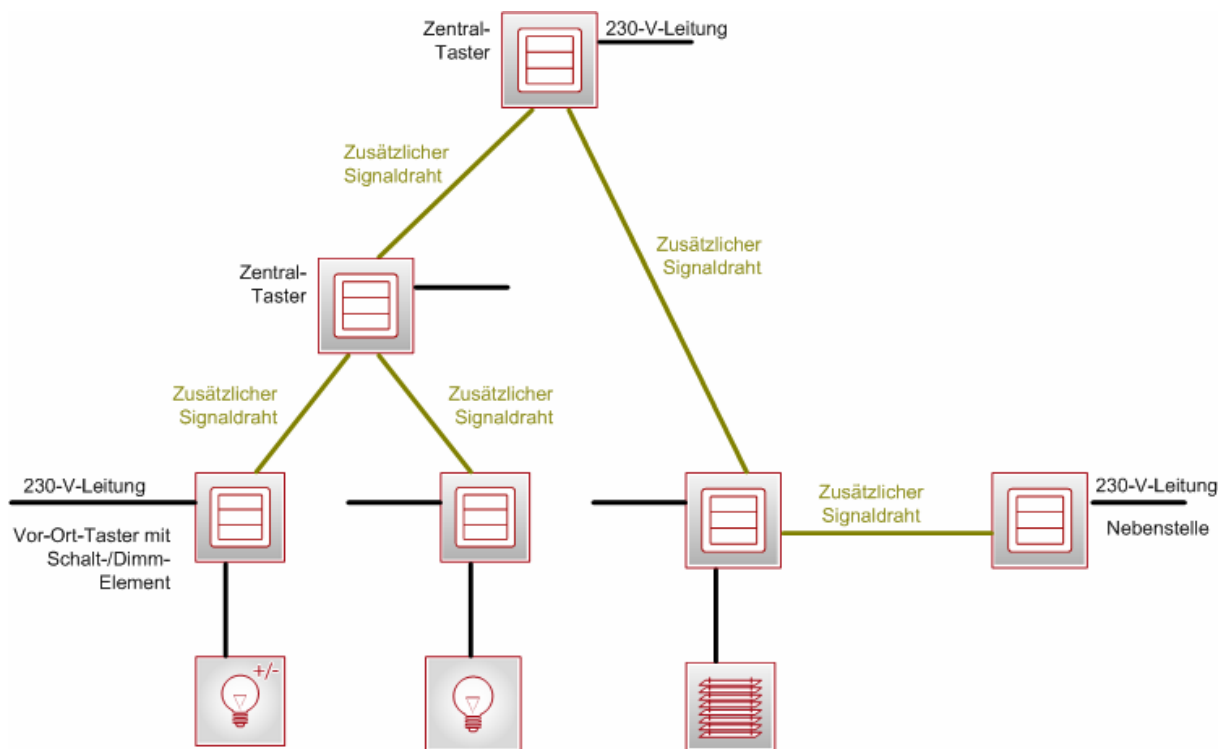 Zentral-
Taster
230-V-Leitung
Zusätzlicher
Signaldraht
Zusätzlicher
Signaldraht
Zentral-
Taster
Zusätzlicher
Signaldraht
Zusätzlicher
Signaldraht
230-V-Leitung
Vor-Ort-Taster mit
Schalt-/Dimm-
Element
Zusätzlicher
Signaldraht
230-V-Leitung
Nebenstelle
+/-